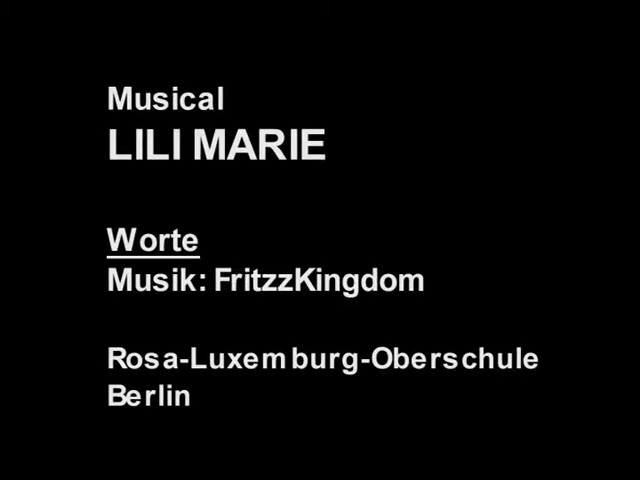 Musical
LILI MARIE
Worte
Musik: FritzzKingdom
Rosa-Luxemburg-Oberschule
Berlin